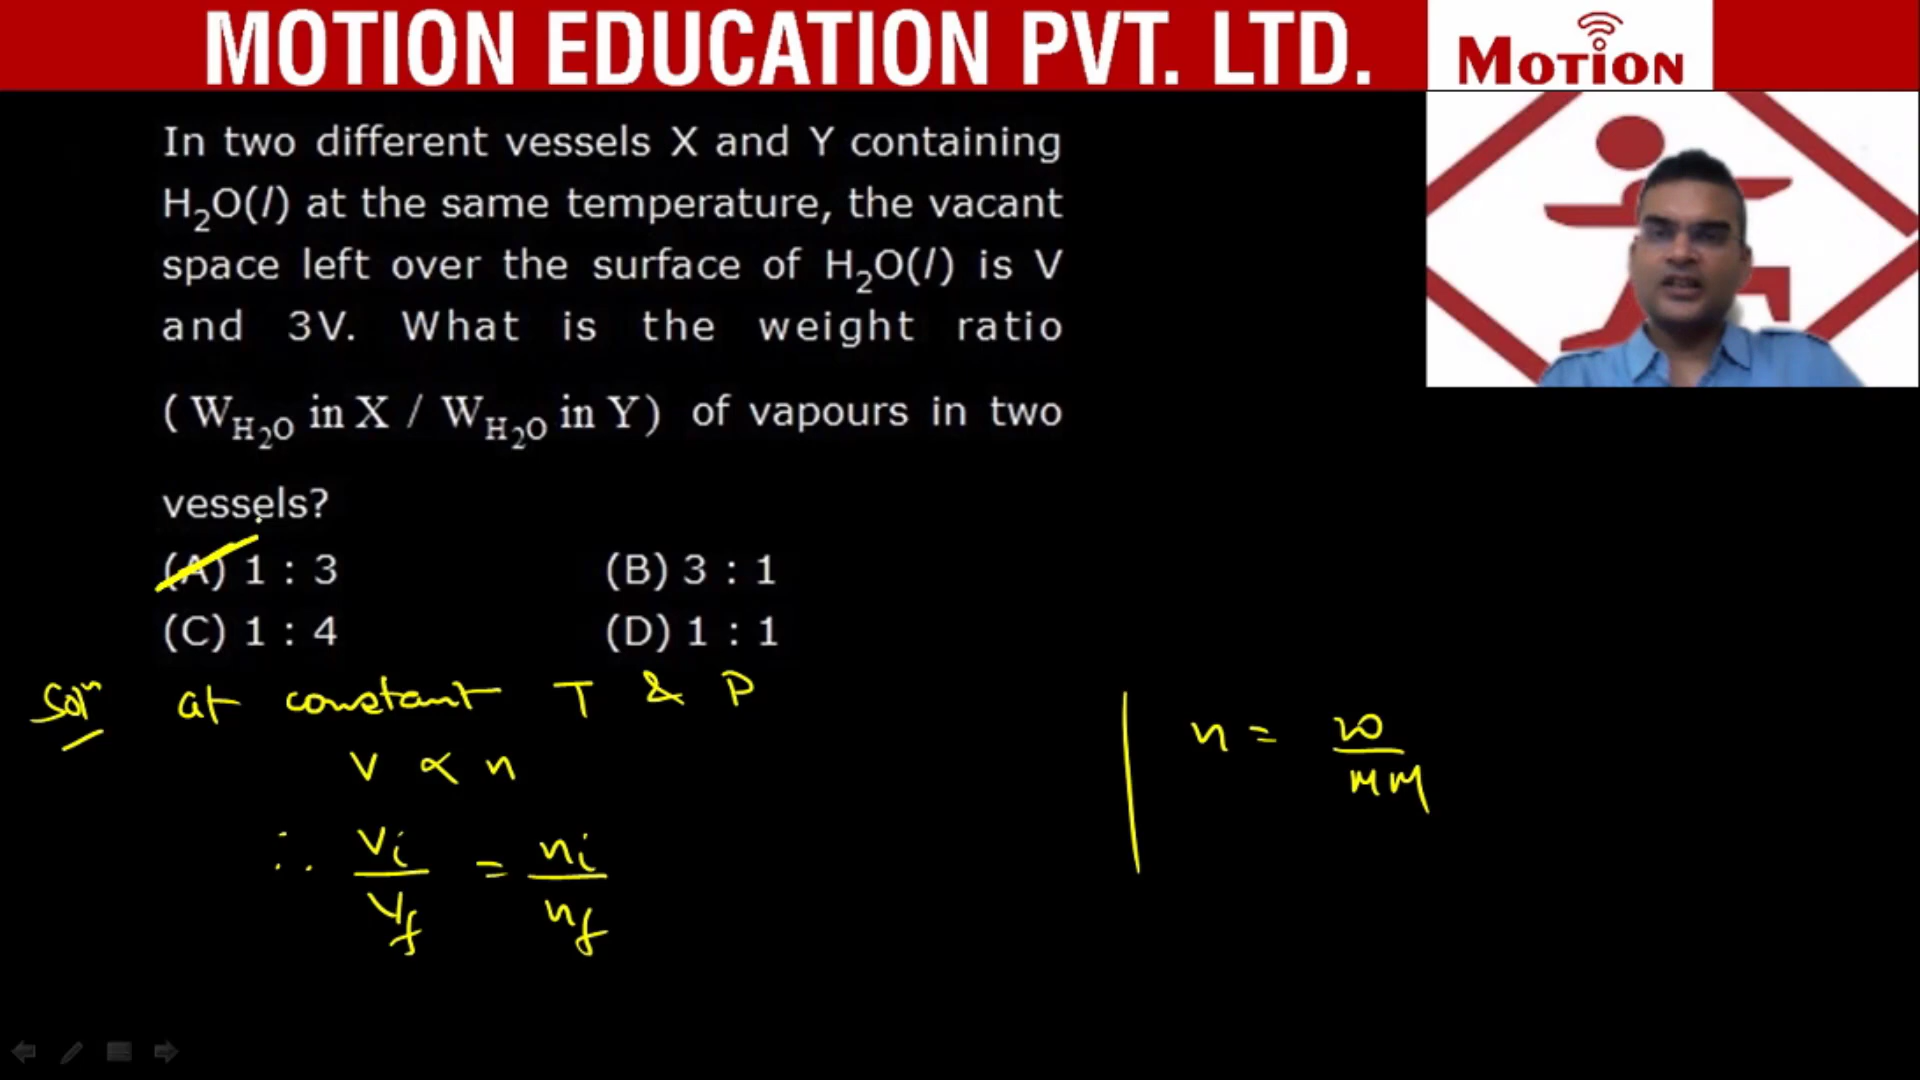 MOTION EDUCATION PVT. LTD.
MOTION
In two different vessels X and Y containing
H₂O(l) at the same temperature, the vacant
space left over the surface of H₂O(l) is V
and 3V. What is the weight ratio
( W_H₂O in X / W_H₂O in Y) of vapours in two
vessels?
(A) 1 : 3 (B) 3 : 1
(C) 1 : 4 (D) 1 : 1
Solⁿ at constant T & P
V ∝ n
∴ Vi/Vf = ni/nf
n = w/MM